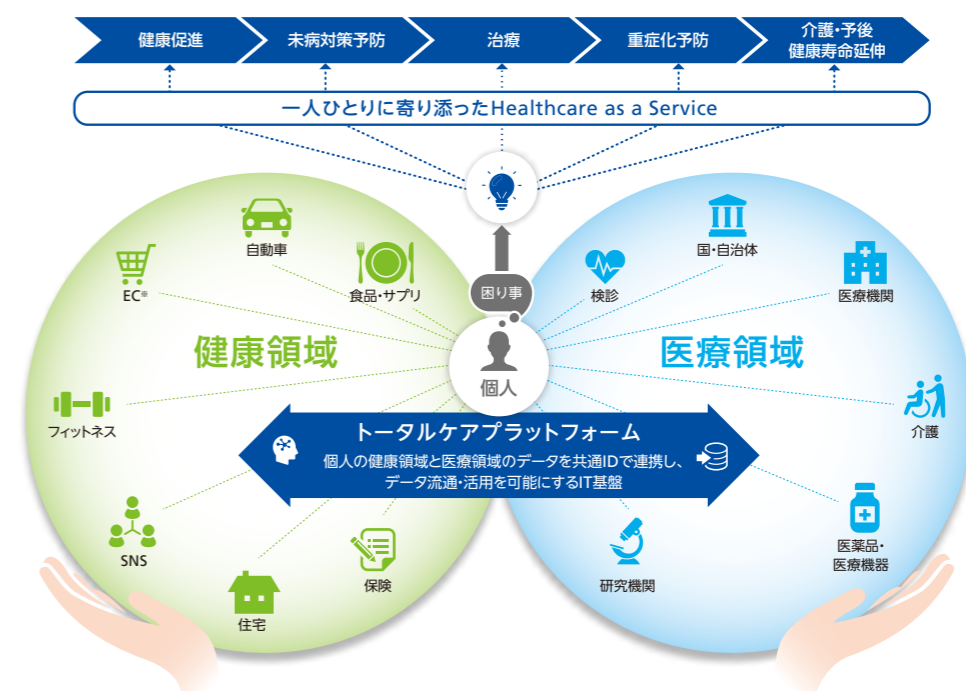 健康促進
未病対策予防
治療
重症化予防
介護・予後
健康寿命延伸
一人ひとりに寄り添ったHealthcare as a Service
困り事
個人
健康領域
自動車
EC※
食品・サプリ
フィットネス
SNS
住宅
保険
医療領域
検診
国・自治体
医療機関
介護
医薬品・
医療機器
研究機関
トータルケアプラットフォーム
個人の健康領域と医療領域のデータを共通IDで連携し、
データ流通・活用を可能にするIT基盤